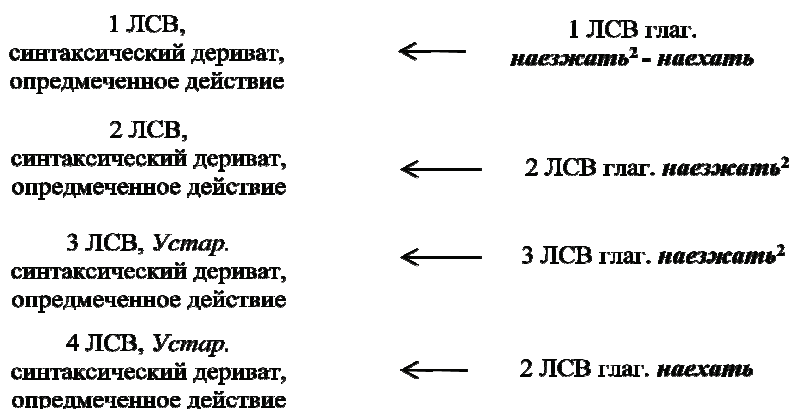 1 ЛСВ,
синтаксический дериват,
опредмеченное действие
1 ЛСВ глаг.
наезжать² - наехать
2 ЛСВ,
синтаксический дериват,
опредмеченное действие
2 ЛСВ глаг. наезжать²
3 ЛСВ, Устар.
синтаксический дериват,
опредмеченное действие
3 ЛСВ глаг. наезжать²
4 ЛСВ, Устар.
синтаксический дериват,
опредмеченное действие
2 ЛСВ глаг. наехать